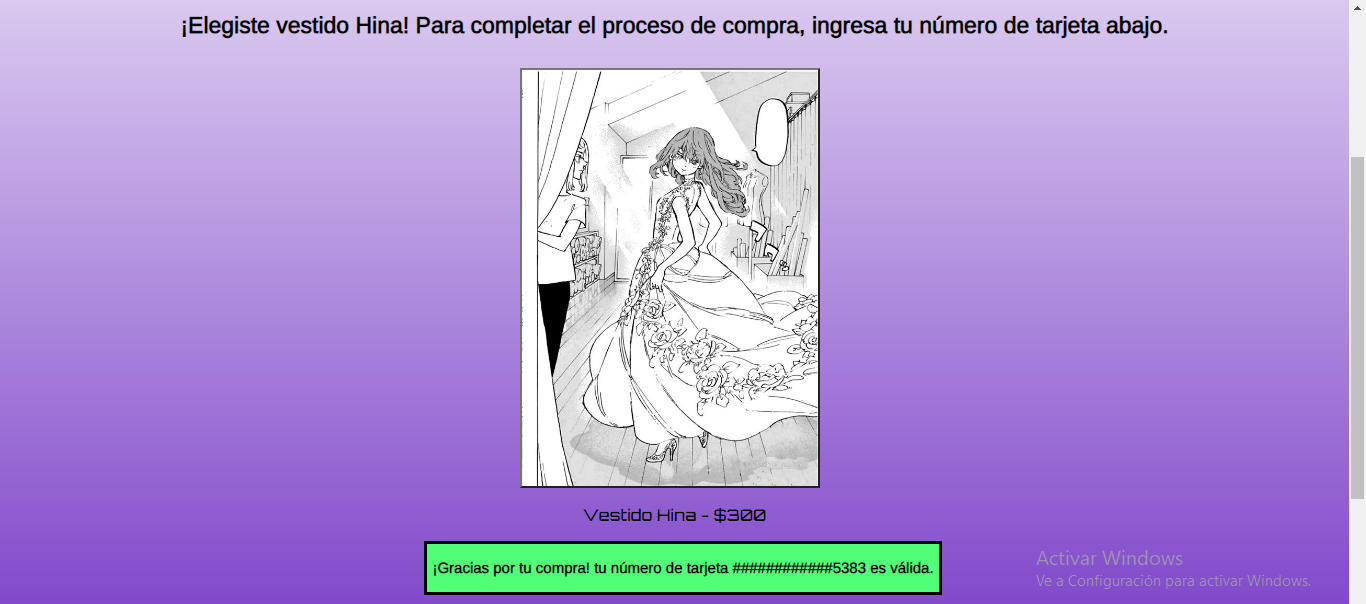 ¡Elegiste vestido Hina! Para completar el proceso de compra, ingresa tu número de tarjeta abajo.
Vestido Hina - $300
¡Gracias por tu compra! tu número de tarjeta ############5383 es válida.
Activar Windows
Ve a Configuración para activar Windows.